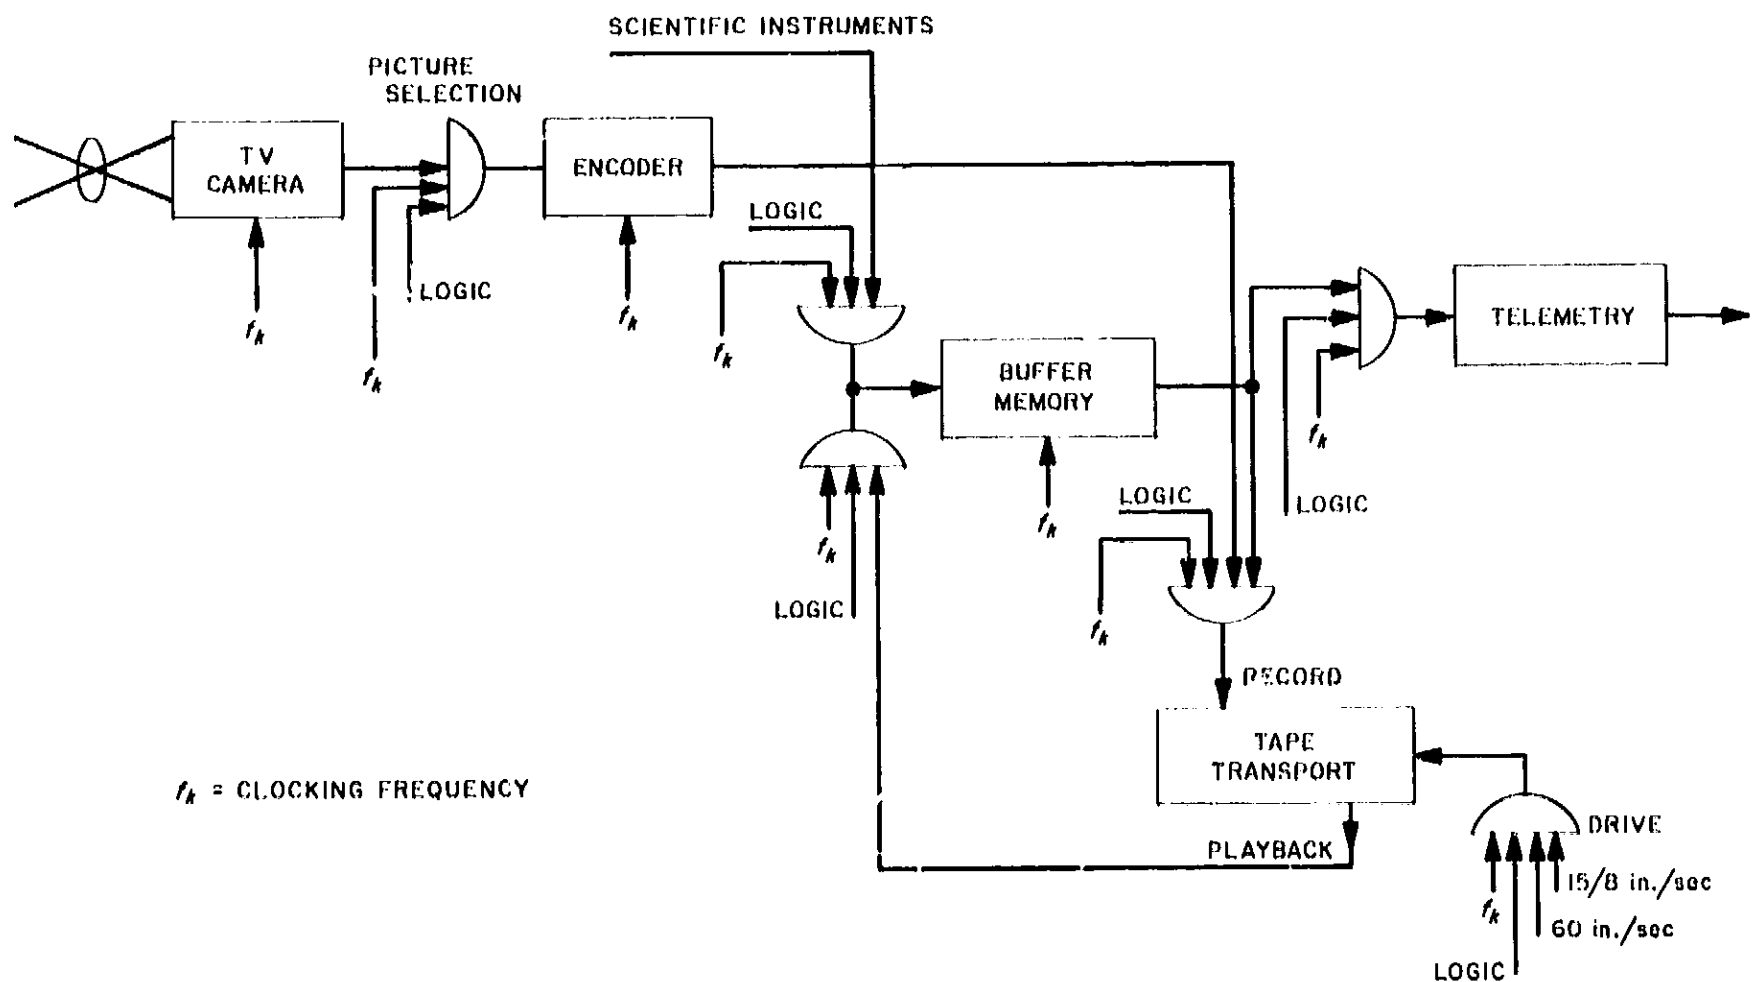 SCIENTIFIC INSTRUMENTS
PICTURE
SELECTION
TV
CAMERA
ENCODER
LOGIC
LOGIC
fk
fk
fk
fk
BUFFER
MEMORY
TELEMETRY
fk
LOGIC
LOGIC
fk
fk
LOGIC
fk
RECORD
TAPE
TRANSPORT
fk = CLOCKING FREQUENCY
DRIVE
PLAYBACK
15/8 in./sec
fk
60 in./sec
LOGIC